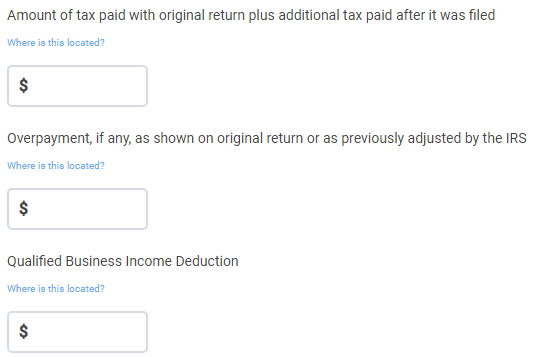 Amount of tax paid with original return plus additional tax paid after it was filed
Where is this located?
$
Overpayment, if any, as shown on original return or as previously adjusted by the IRS
Where is this located?
$
Qualified Business Income Deduction
Where is this located?
$